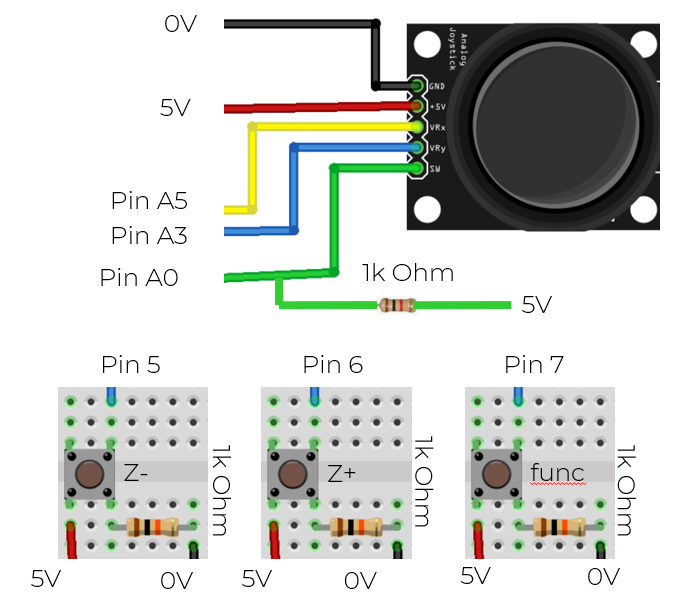 0V
Analog
Joystick
GND
5V
+5V
VRx
VRy
SW
Pin A5
Pin A3
Pin A0
1k Ohm
5V
Pin 5
Pin 6
Pin 7
Z-
1k Ohm
Z+
1k Ohm
func
1k Ohm
5V
0V
5V
0V
5V
0V